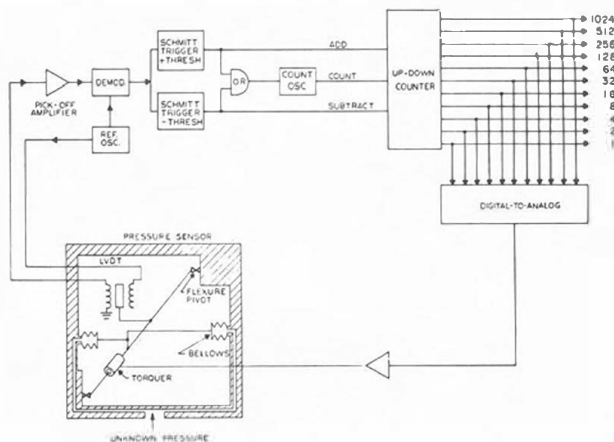 SCHMITT
TRIGGER
+THRESH
ADD
1024
512
256
128
64
32
16
8
4
2
1
PICK-OFF
AMPLIFIER
DEMOD.
OR
COUNT
OSC
COUNT
UP-DOWN
COUNTER
SCHMITT
TRIGGER
-THRESH
SUBTRACT
REF.
OSC.
DIGITAL-TO-ANALOG
PRESSURE SENSOR
LVDT
FLEXURE
PIVOT
BELLOWS
TORQUER
UNKNOWN PRESSURE